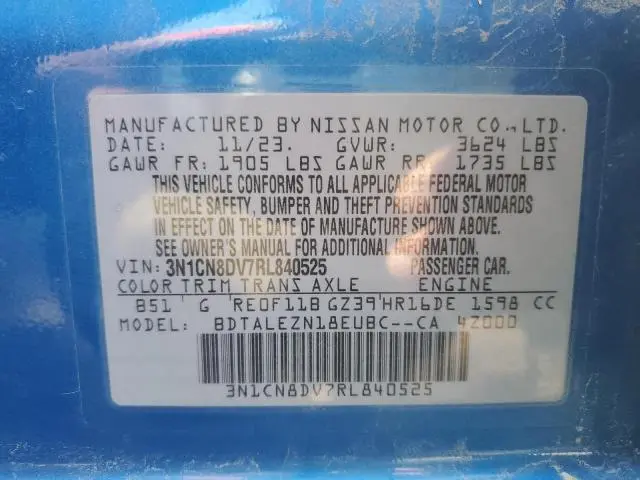 MANUFACTURED BY NISSAN MOTOR CO., LTD.
DATE: 11/23. GVWR: 3624 LBS
GAWR FR: 1905 LBS GAWR RR: 1735 LBS
THIS VEHICLE CONFORMS TO ALL APPLICABLE FEDERAL MOTOR
VEHICLE SAFETY, BUMPER AND THEFT PREVENTION STANDARDS
IN EFFECT ON THE DATE OF MANUFACTURE SHOWN ABOVE.
SEE OWNER'S MANUAL FOR ADDITIONAL INFORMATION.
VIN: 3N1CN8DV7RL840525 PASSENGER CAR.
COLOR TRIM TRANS AXLE ENGINE
B51 G RE0F11B GZ39 HR16DE 1598 CC
MODEL: BDTALEZN18EUBC--CA 4Z000
3N1CN8DV7RL840525